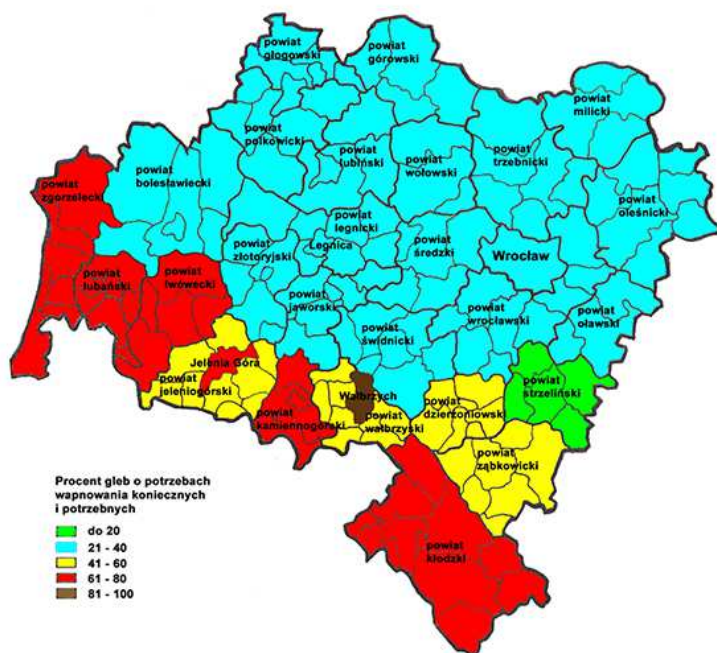 powiat
głogowski
powiat
górowski
powiat
milicki
powiat
polkowicki
powiat
lubiński
powiat
wołowski
powiat
trzebnicki
powiat
zgorzelecki
powiat
bolesławiecki
powiat
oleśnicki
powiat
legnicki
Legnica
powiat
złotoryjski
powiat
średzki
Wrocław
powiat
lubański
powiat
lwowecki
powiat
jaworski
powiat
świdnicki
powiat
wrocławski
powiat
oławski
Jelenia Góra
powiat
jeleniogórski
powiat
kamiennogórski
Wałbrzych
powiat
wałbrzyski
powiat
dzierżoniowski
powiat
strzeliński
powiat
ząbkowicki
powiat
kłodzki
Procent gleb o potrzebach
wapnowania koniecznych
i potrzebnych
do 20
21 - 40
41 - 60
61 - 80
81 - 100